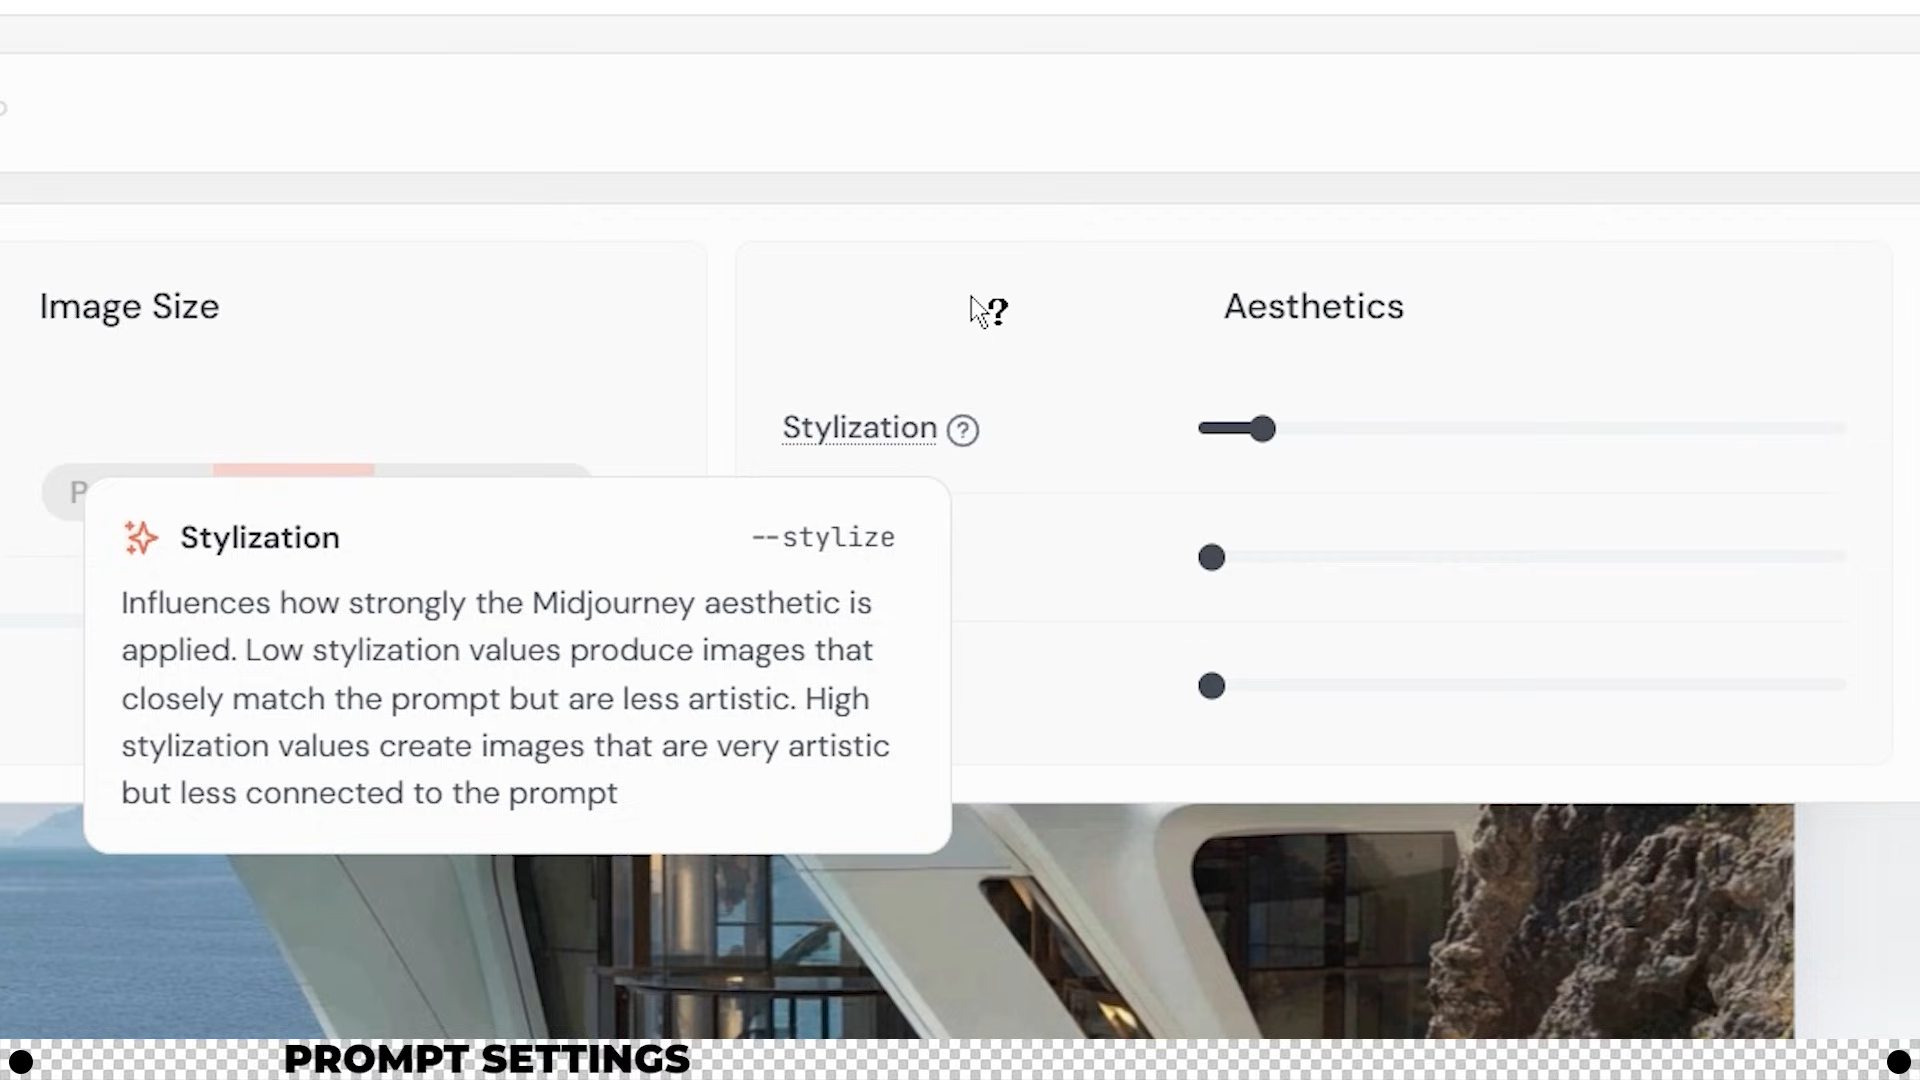 Image Size
Aesthetics
Stylization ?
P
Stylization
--stylize
Influences how strongly the Midjourney aesthetic is
applied. Low stylization values produce images that
closely match the prompt but are less artistic. High
stylization values create images that are very artistic
but less connected to the prompt
PROMPT SETTINGS